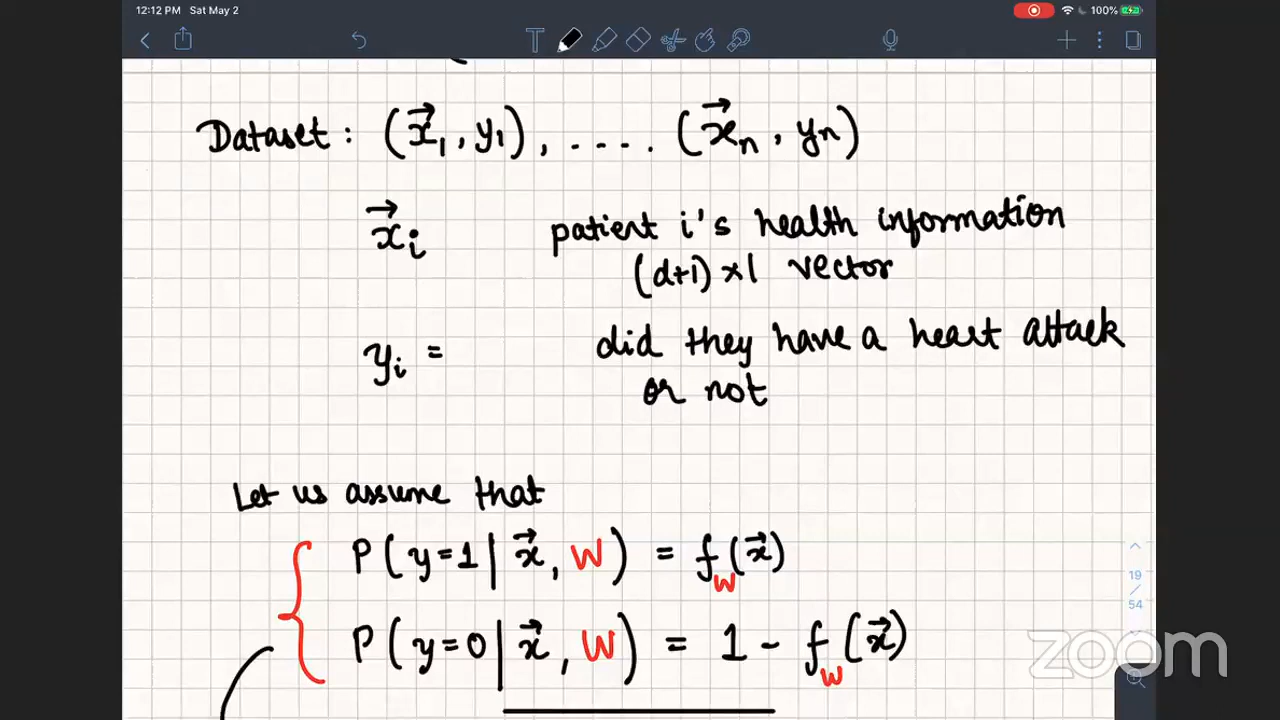 12:12 PM Sat May 2
100%
Dataset : (x⃗₁, y₁), .... (x⃗ₙ, yₙ)
x⃗ᵢ patient i's health information
(d+1) × 1 vector
yᵢ = did they have a heart attack
or not
Let us assume that
P( y=1 | x⃗, W ) = f_W(x⃗)
P( y=0 | x⃗, W ) = 1 - f_W(x⃗)
19
/
54
zoom